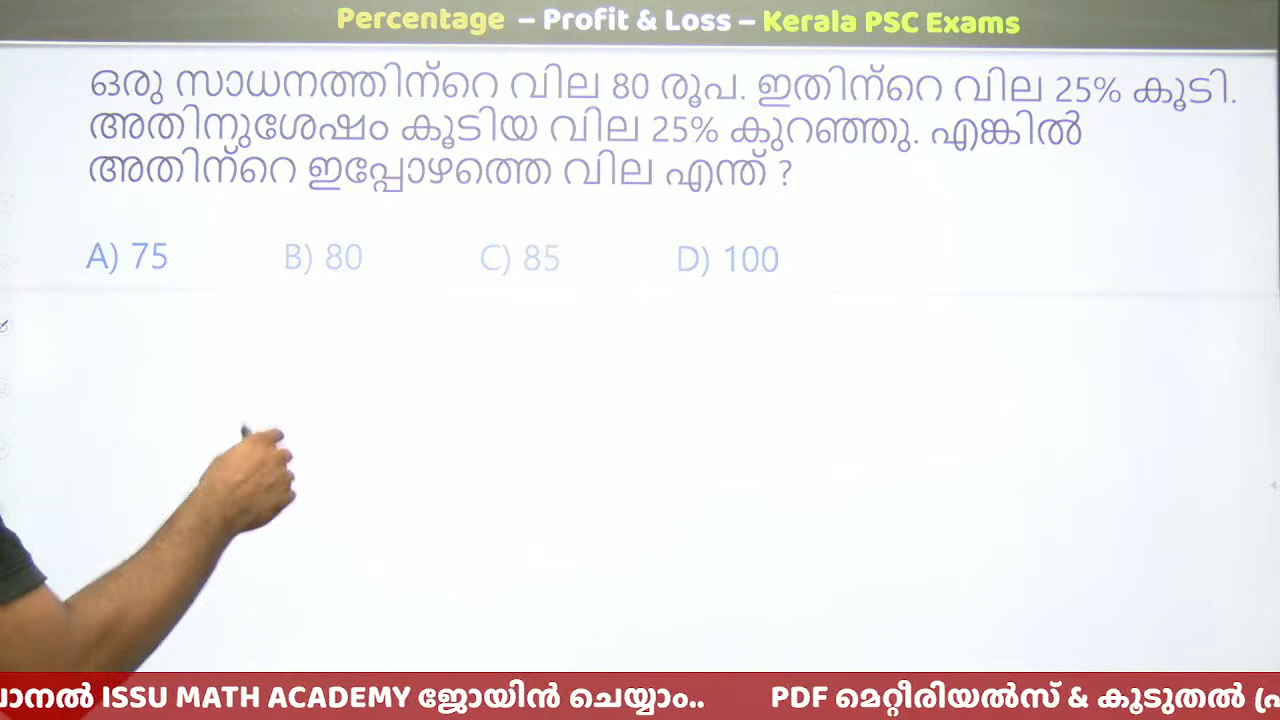 Percentage – Profit & Loss – Kerala PSC Exams
ഒരു സാധനത്തിന്റെ വില 80 രൂപ. ഇതിന്റെ വില 25% കൂടി.
അതിനുശേഷം കൂടിയ വില 25% കുറഞ്ഞു. എങ്കിൽ
അതിന്റെ ഇപ്പോഴത്തെ വില എന്ത് ?
A) 75 B) 80 C) 85 D) 100
ISSU MATH ACADEMY ജോയിൻ ചെയ്യാം.. PDF മെറ്റീരിയൽസ് & കൂടുതൽ